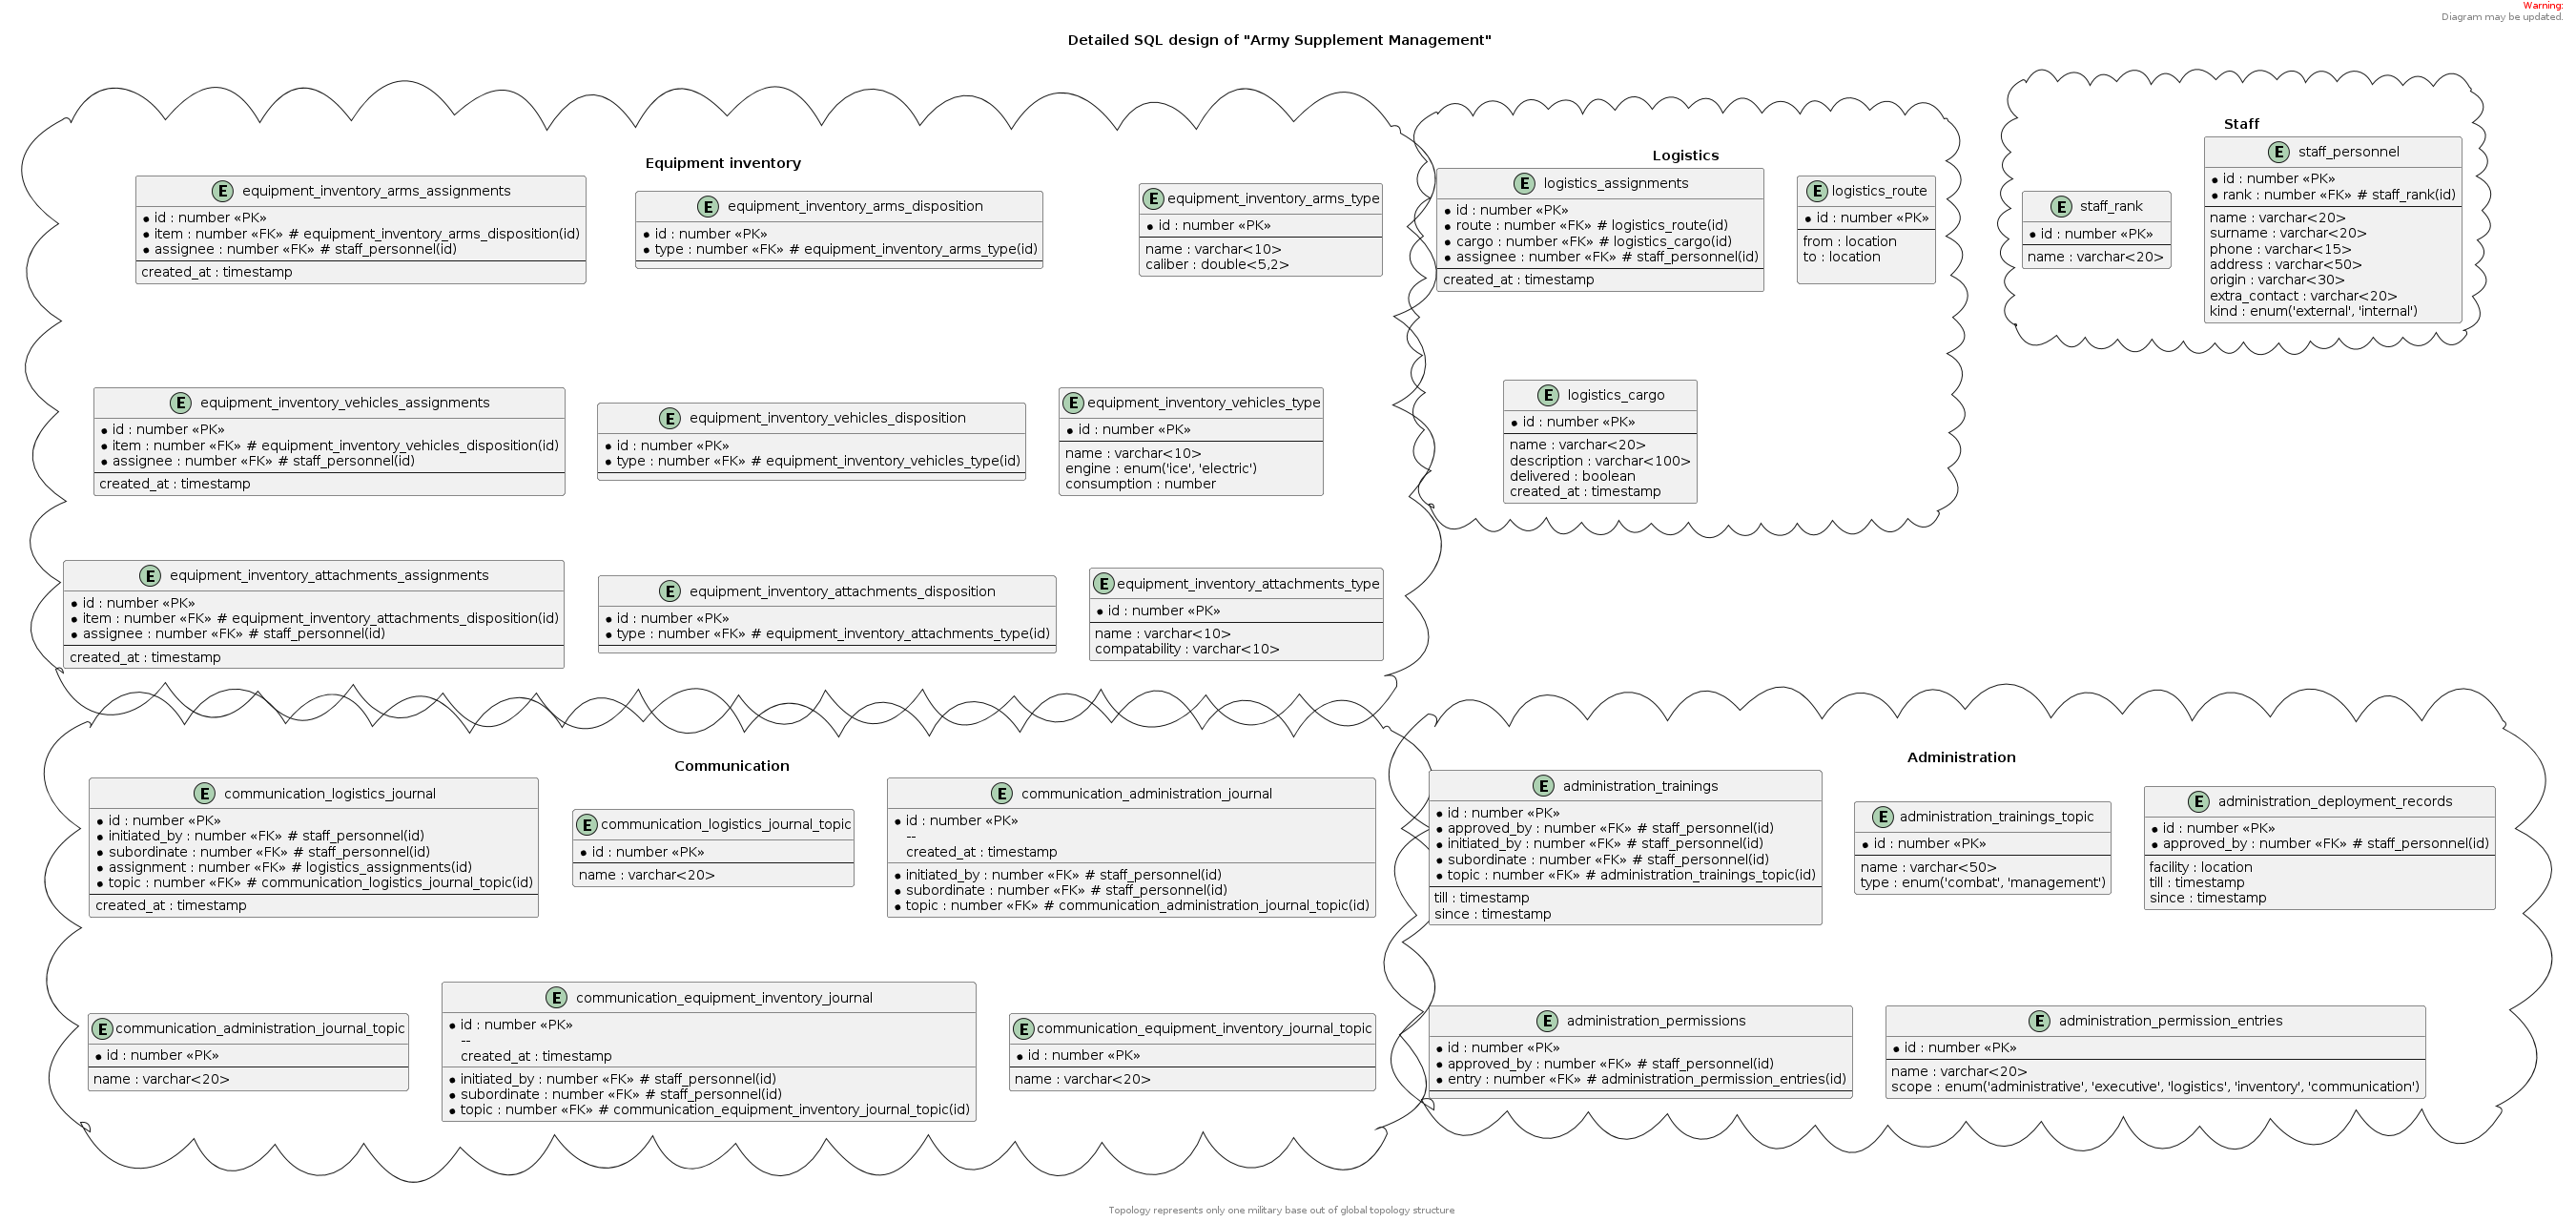 Warning:
Diagram may be updated.
Detailed SQL design of "Army Supplement Management"
Equipment inventory
E equipment_inventory_arms_assignments
id : number «PK»
item : number «FK» # equipment_inventory_arms_disposition(id)
assignee : number «FK» # staff_personnel(id)
created_at : timestamp
E equipment_inventory_arms_disposition
id : number «PK»
type : number «FK» # equipment_inventory_arms_type(id)
E equipment_inventory_arms_type
id : number «PK»
name : varchar<10>
caliber : double<5,2>
E equipment_inventory_vehicles_assignments
id : number «PK»
item : number «FK» # equipment_inventory_vehicles_disposition(id)
assignee : number «FK» # staff_personnel(id)
created_at : timestamp
E equipment_inventory_vehicles_disposition
id : number «PK»
type : number «FK» # equipment_inventory_vehicles_type(id)
E equipment_inventory_vehicles_type
id : number «PK»
name : varchar<10>
engine : enum('ice', 'electric')
consumption : number
E equipment_inventory_attachments_assignments
id : number «PK»
item : number «FK» # equipment_inventory_attachments_disposition(id)
assignee : number «FK» # staff_personnel(id)
created_at : timestamp
E equipment_inventory_attachments_disposition
id : number «PK»
type : number «FK» # equipment_inventory_attachments_type(id)
E equipment_inventory_attachments_type
id : number «PK»
name : varchar<10>
compatability : varchar<10>
Logistics
E logistics_assignments
id : number «PK»
route : number «FK» # logistics_route(id)
cargo : number «FK» # logistics_cargo(id)
assignee : number «FK» # staff_personnel(id)
created_at : timestamp
E logistics_route
id : number «PK»
from : location
to : location
E logistics_cargo
id : number «PK»
name : varchar<20>
description : varchar<100>
delivered : boolean
created_at : timestamp
Staff
E staff_rank
id : number «PK»
name : varchar<20>
E staff_personnel
id : number «PK»
rank : number «FK» # staff_rank(id)
name : varchar<20>
surname : varchar<20>
phone : varchar<15>
address : varchar<50>
origin : varchar<30>
extra_contact : varchar<20>
kind : enum('external', 'internal')
Communication
E communication_logistics_journal
id : number «PK»
initiated_by : number «FK» # staff_personnel(id)
subordinate : number «FK» # staff_personnel(id)
assignment : number «FK» # logistics_assignments(id)
topic : number «FK» # communication_logistics_journal_topic(id)
created_at : timestamp
E communication_logistics_journal_topic
id : number «PK»
name : varchar<20>
E communication_administration_journal
id : number «PK»
--
created_at : timestamp
initiated_by : number «FK» # staff_personnel(id)
subordinate : number «FK» # staff_personnel(id)
topic : number «FK» # communication_administration_journal_topic(id)
E communication_administration_journal_topic
id : number «PK»
name : varchar<20>
E communication_equipment_inventory_journal
id : number «PK»
--
created_at : timestamp
initiated_by : number «FK» # staff_personnel(id)
subordinate : number «FK» # staff_personnel(id)
topic : number «FK» # communication_equipment_inventory_journal_topic(id)
E communication_equipment_inventory_journal_topic
id : number «PK»
name : varchar<20>
Administration
E administration_trainings
id : number «PK»
approved_by : number «FK» # staff_personnel(id)
initiated_by : number «FK» # staff_personnel(id)
subordinate : number «FK» # staff_personnel(id)
topic : number «FK» # administration_trainings_topic(id)
till : timestamp
since : timestamp
E administration_trainings_topic
id : number «PK»
name : varchar<50>
type : enum('combat', 'management')
E administration_deployment_records
id : number «PK»
approved_by : number «FK» # staff_personnel(id)
facility : location
till : timestamp
since : timestamp
E administration_permissions
id : number «PK»
approved_by : number «FK» # staff_personnel(id)
entry : number «FK» # administration_permission_entries(id)
E administration_permission_entries
id : number «PK»
name : varchar<20>
scope : enum('administrative', 'executive', 'logistics', 'inventory', 'communication')
Topology represents only one military base out of global topology structure